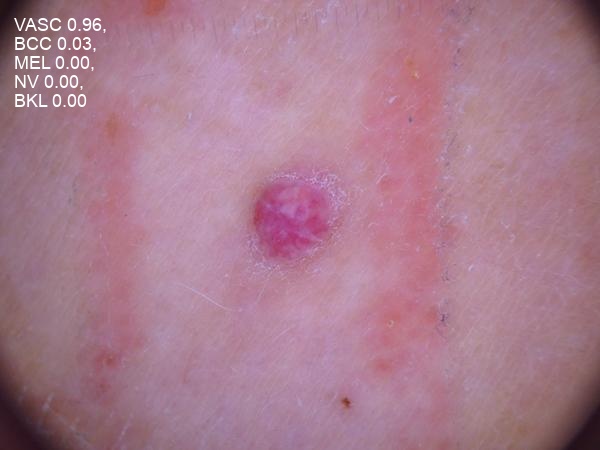 VASC 0.96,
BCC 0.03,
MEL 0.00,
NV 0.00,
BKL 0.00